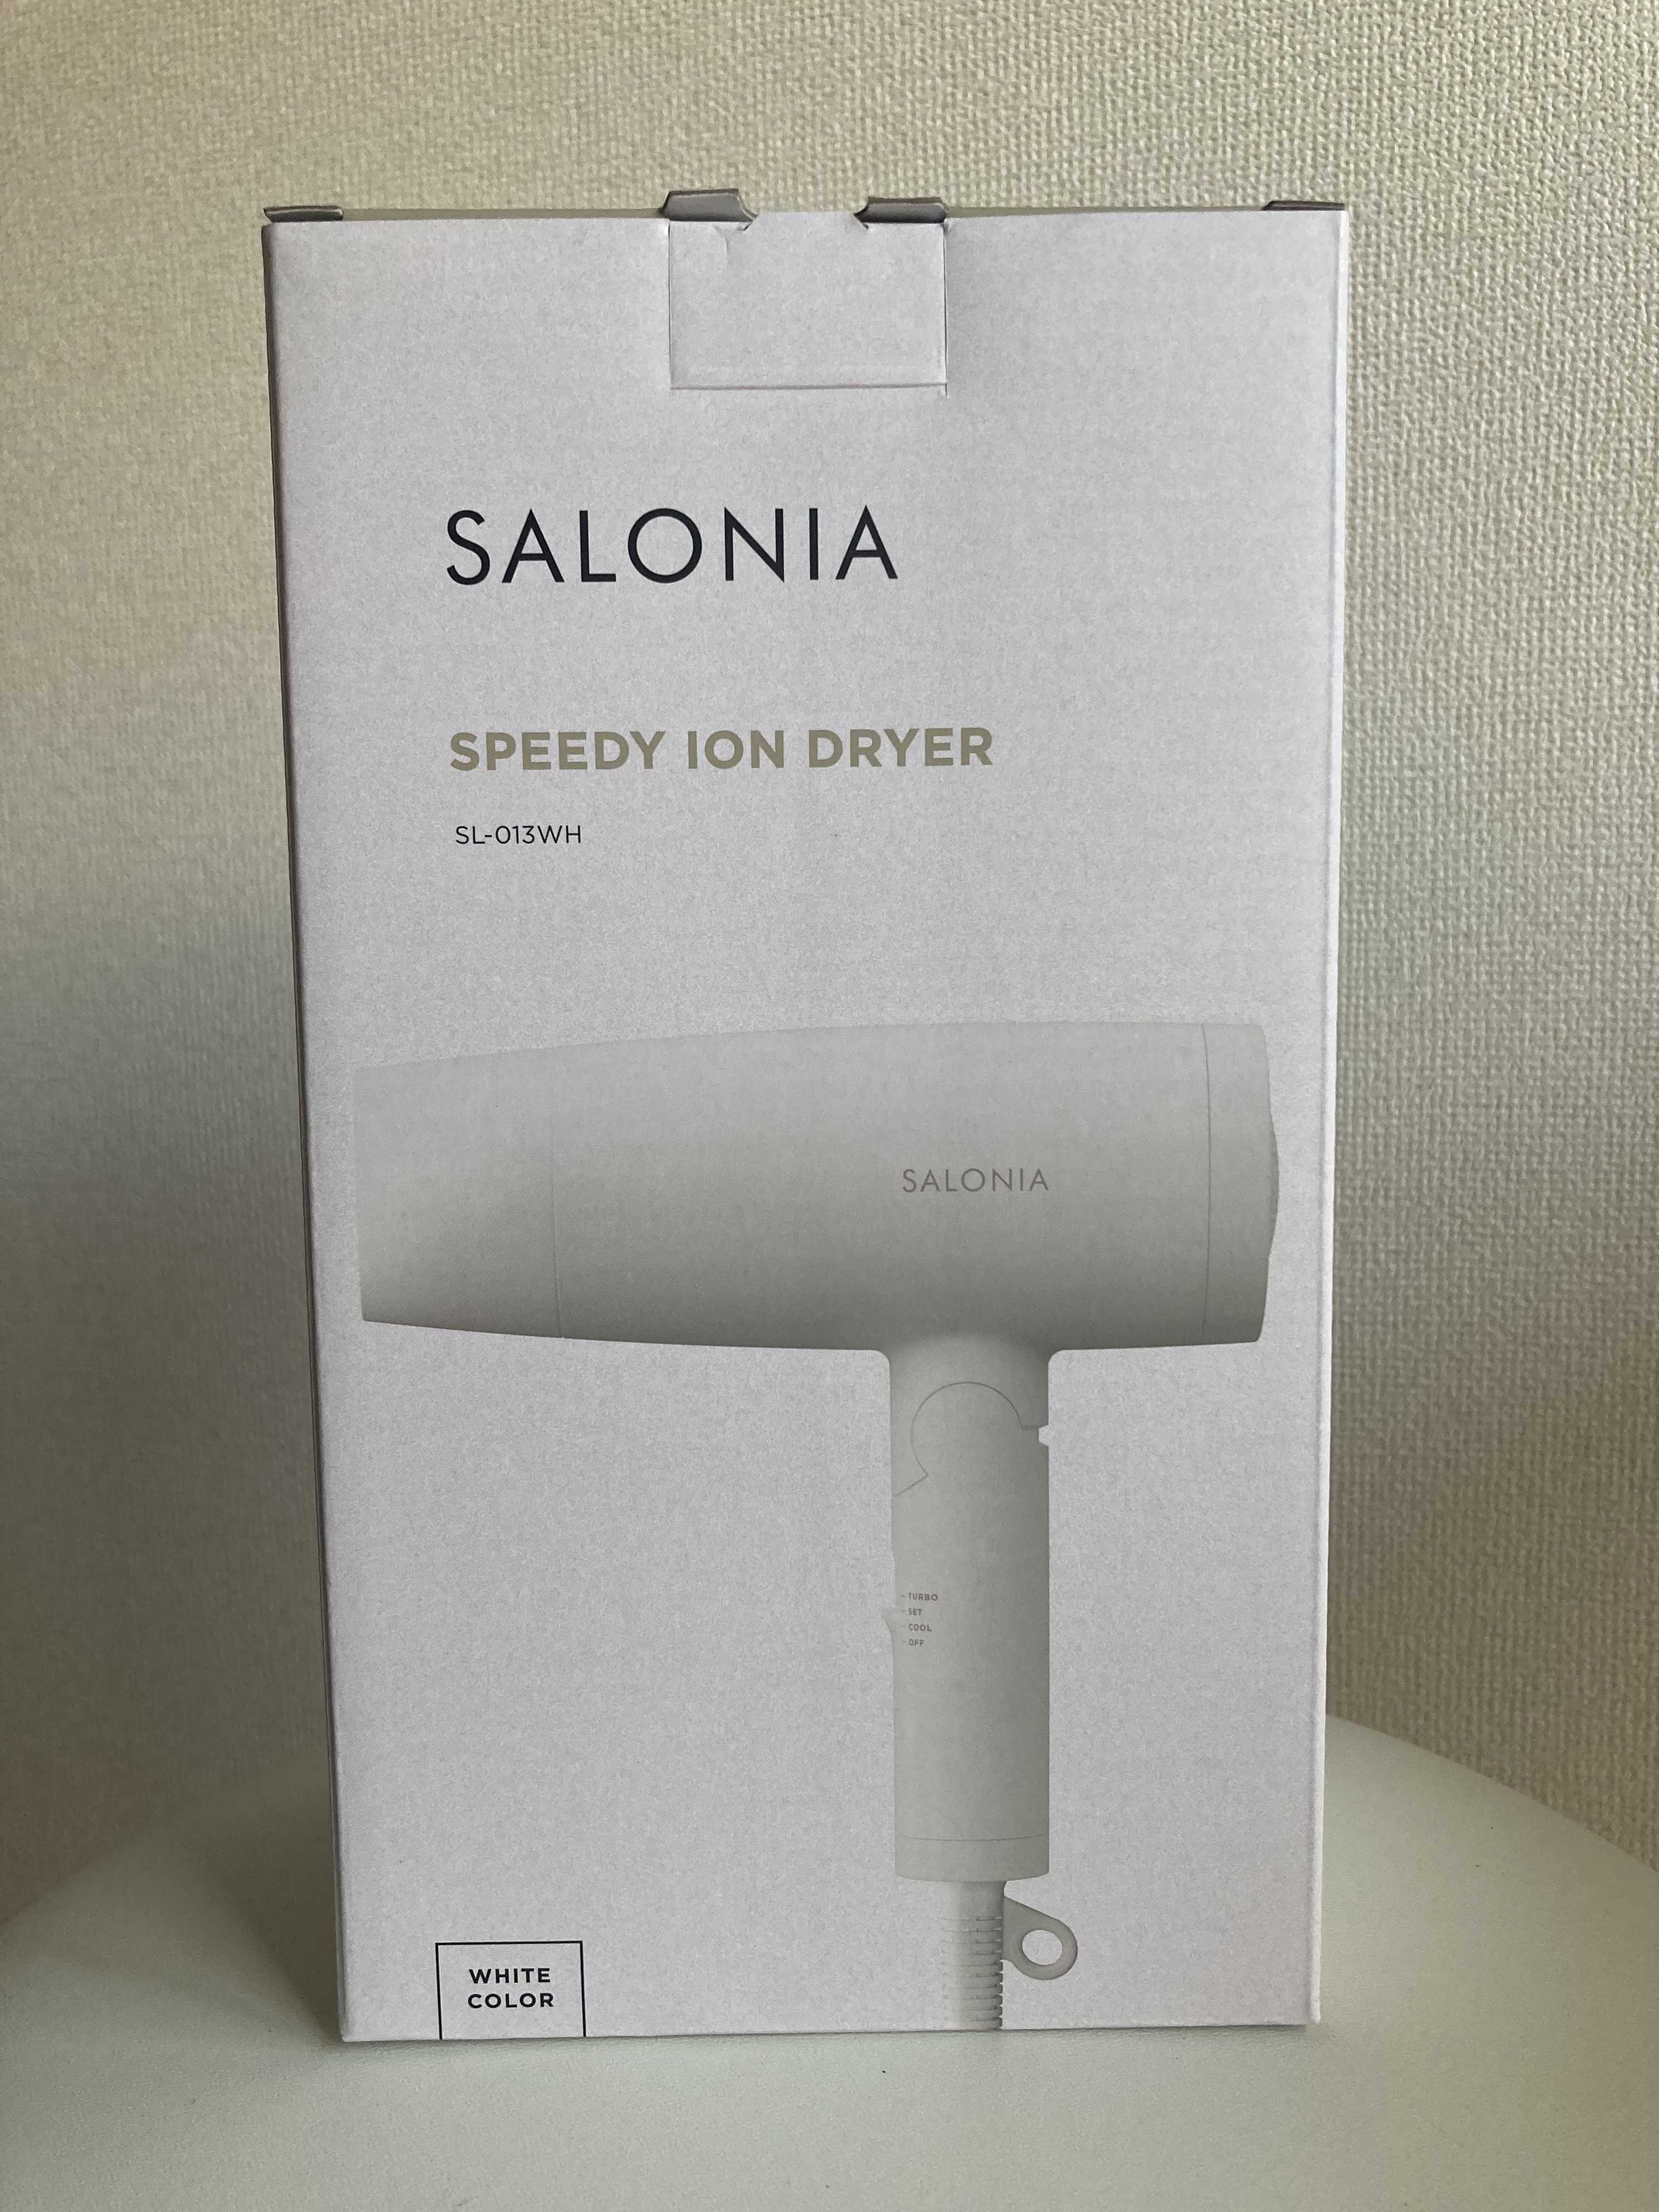 SALONIA
SPEEDY ION DRYER
SL-013WH
SALONIA
- TURBO
- SET
- COOL
- OFF
WHITE
COLOR